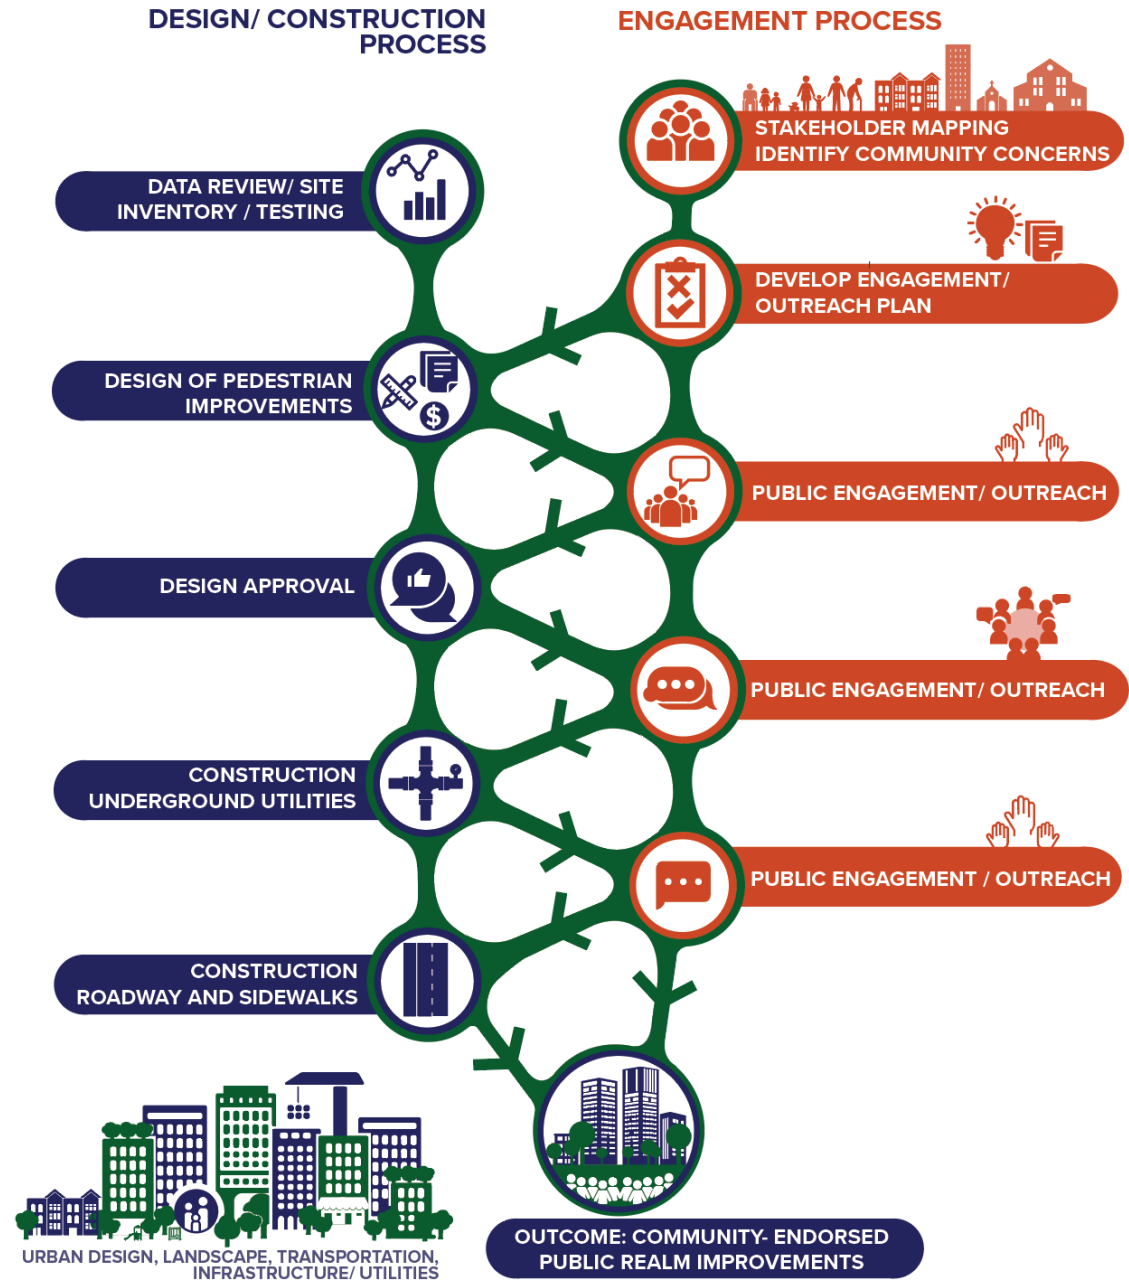 DESIGN/ CONSTRUCTION
PROCESS
ENGAGEMENT PROCESS
STAKEHOLDER MAPPING
IDENTIFY COMMUNITY CONCERNS
DATA REVIEW/ SITE
INVENTORY / TESTING
DEVELOP ENGAGEMENT/
OUTREACH PLAN
DESIGN OF PEDESTRIAN
IMPROVEMENTS
$
PUBLIC ENGAGEMENT/ OUTREACH
DESIGN APPROVAL
PUBLIC ENGAGEMENT/ OUTREACH
CONSTRUCTION
UNDERGROUND UTILITIES
PUBLIC ENGAGEMENT / OUTREACH
CONSTRUCTION
ROADWAY AND SIDEWALKS
URBAN DESIGN, LANDSCAPE, TRANSPORTATION,
INFRASTRUCTURE/ UTILITIES
OUTCOME: COMMUNITY- ENDORSED
PUBLIC REALM IMPROVEMENTS